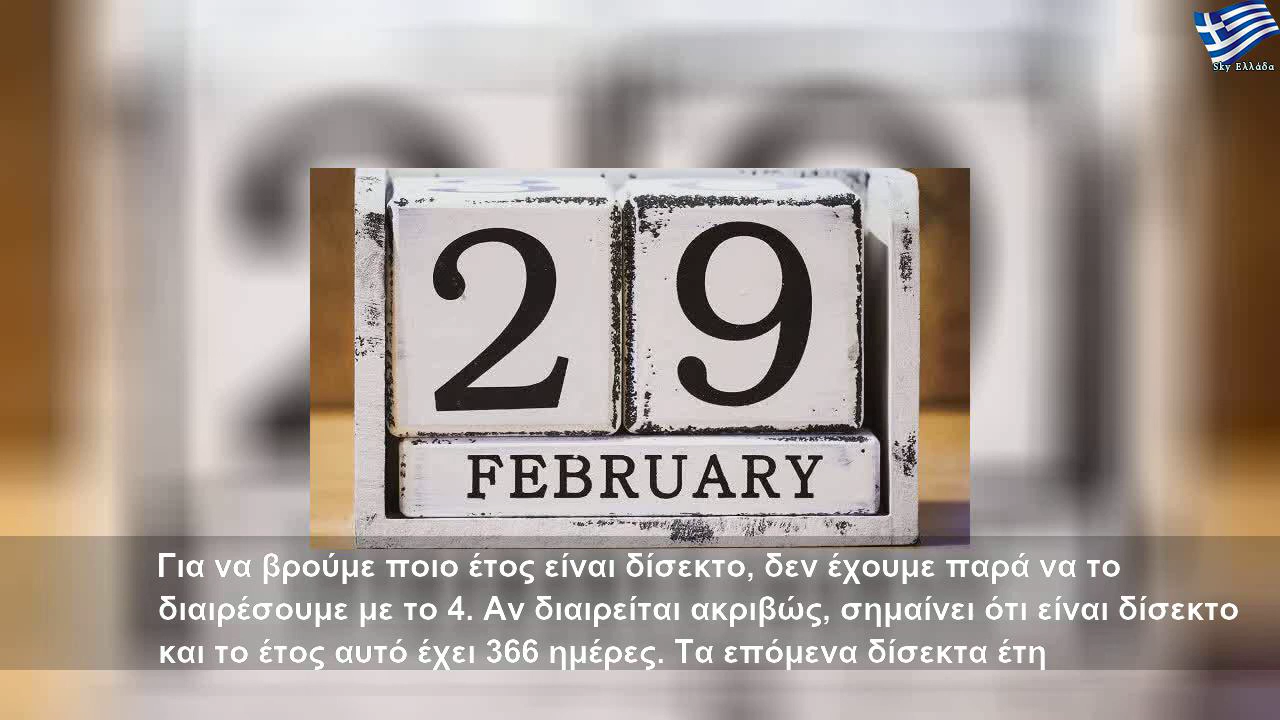 Sky Ελλάδα
29
FEBRUARY
Για να βρούμε ποιο έτος είναι δίσεκτο, δεν έχουμε παρά να το
διαιρέσουμε με το 4. Αν διαιρείται ακριβώς, σημαίνει ότι είναι δίσεκτο
και το έτος αυτό έχει 366 ημέρες. Τα επόμενα δίσεκτα έτη